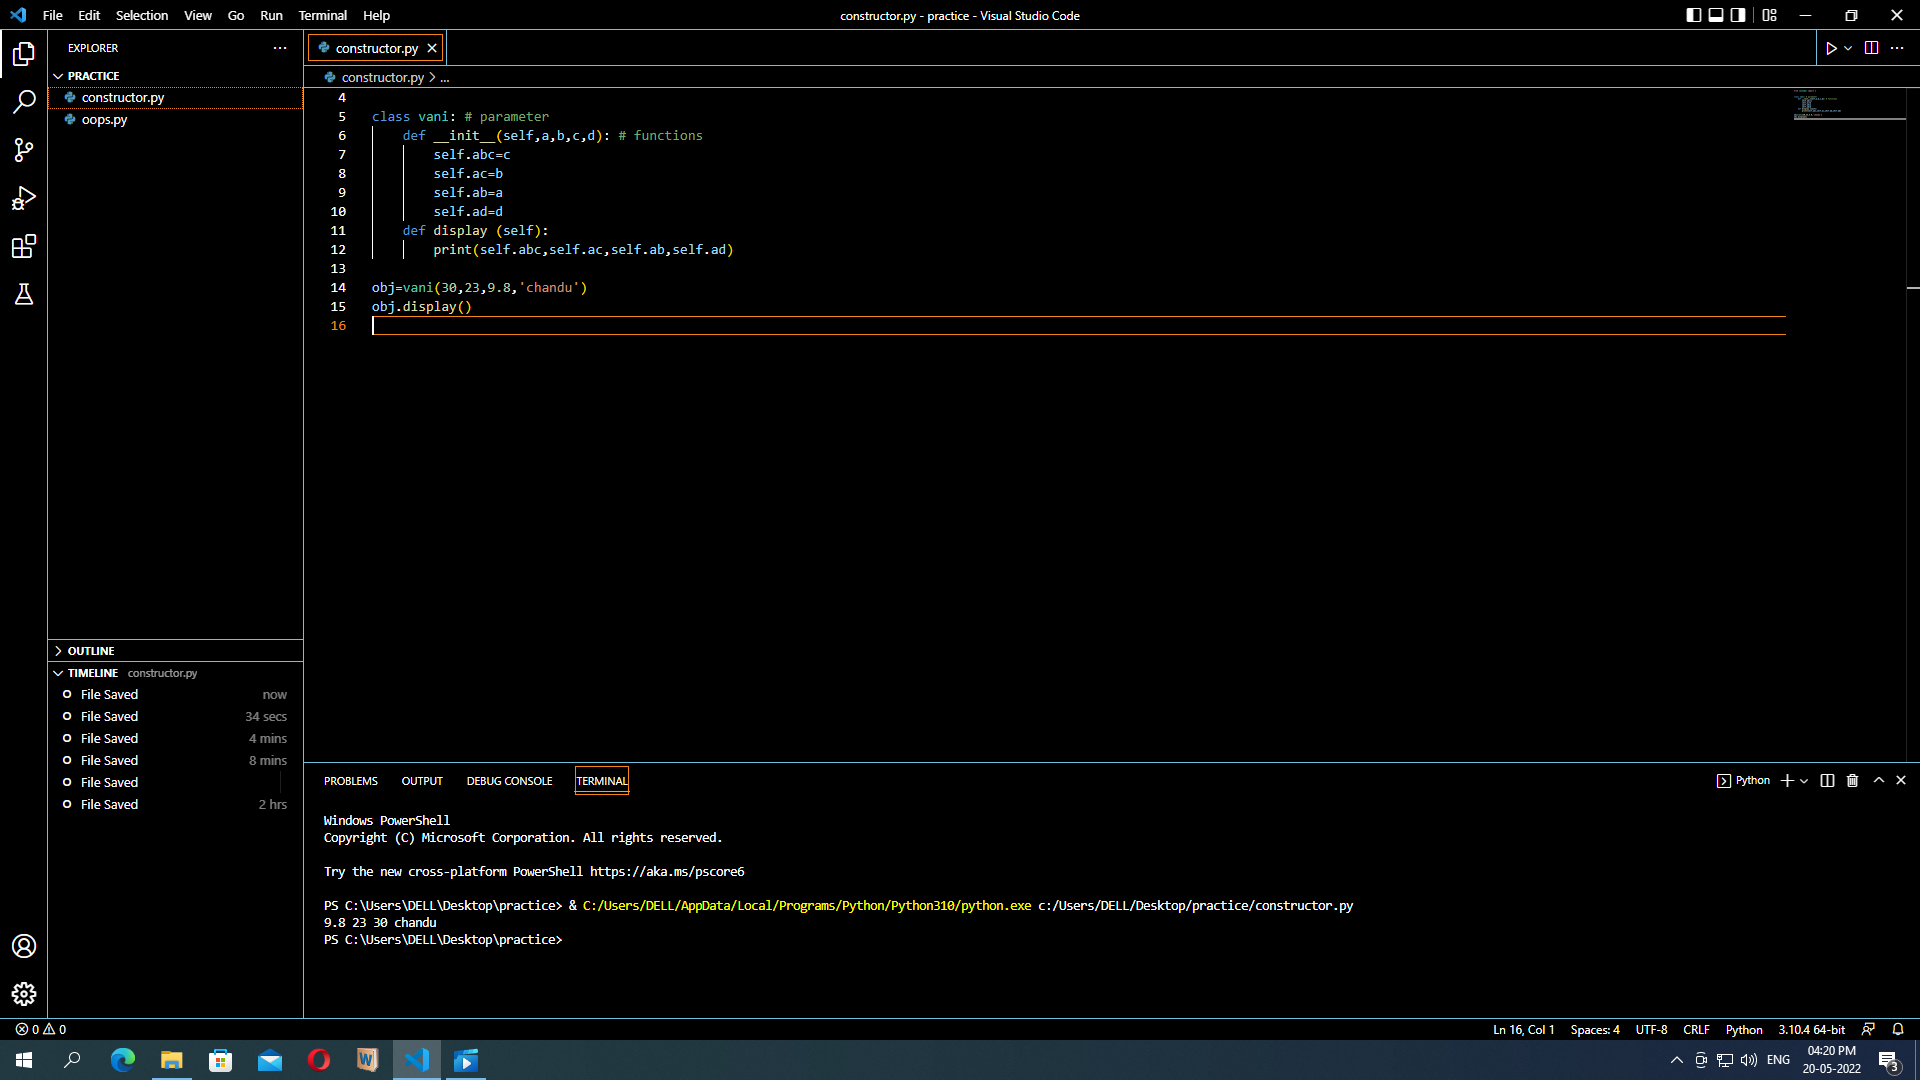 File Edit Selection View Go Run Terminal Help
constructor.py - practice - Visual Studio Code
EXPLORER
PRACTICE
constructor.py
oops.py
constructor.py
constructor.py > ...
4
5 class vani: # parameter
6 def __init__(self,a,b,c,d): # functions
7 self.abc=c
8 self.ac=b
9 self.ab=a
10 self.ad=d
11 def display (self):
12 print(self.abc,self.ac,self.ab,self.ad)
13
14 obj=vani(30,23,9.8,'chandu')
15 obj.display()
16
OUTLINE
TIMELINE constructor.py
File Saved now
File Saved 34 secs
File Saved 4 mins
File Saved 8 mins
File Saved
File Saved 2 hrs
PROBLEMS OUTPUT DEBUG CONSOLE TERMINAL
Python
Windows PowerShell
Copyright (C) Microsoft Corporation. All rights reserved.
Try the new cross-platform PowerShell https://aka.ms/pscore6
PS C:\Users\DELL\Desktop\practice> & C:/Users/DELL/AppData/Local/Programs/Python/Python310/python.exe c:/Users/DELL/Desktop/practice/constructor.py
9.8 23 30 chandu
PS C:\Users\DELL\Desktop\practice>
0 0
Ln 16, Col 1 Spaces: 4 UTF-8 CRLF Python 3.10.4 64-bit
ENG
04:20 PM
20-05-2022
3